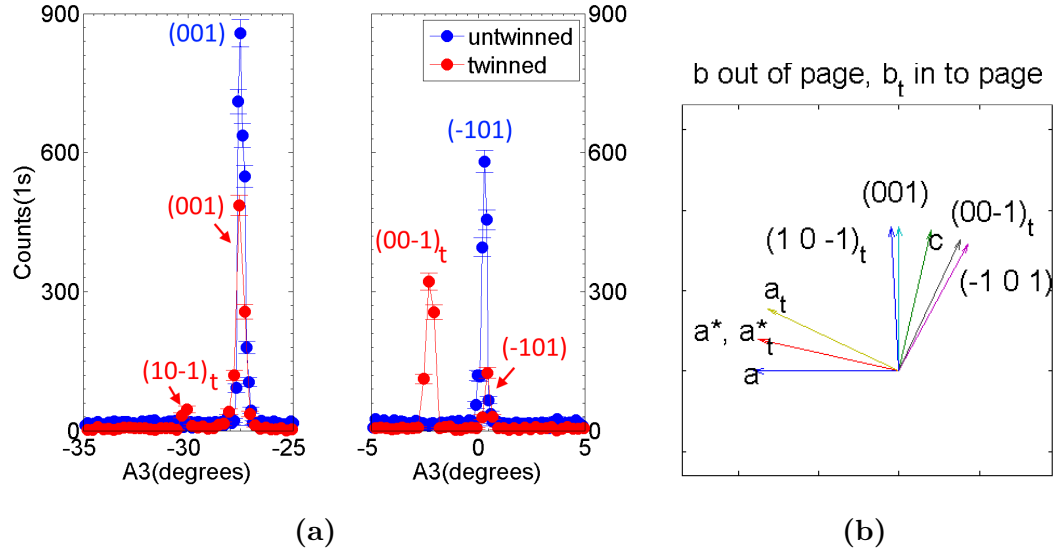 900
600
300
0
Counts(1s)
(001)
(001)
(10-1)t
-35
-30
-25
A3(degrees)
untwinned
twinned
(-101)
(00-1)t
(-101)
900
600
300
0
-5
0
5
A3(degrees)
(a)
b out of page, bt in to page
(001)
(00-1)t
(1 0 -1)t
c
(-1 0 1)
at
a*, a*t
a
(b)